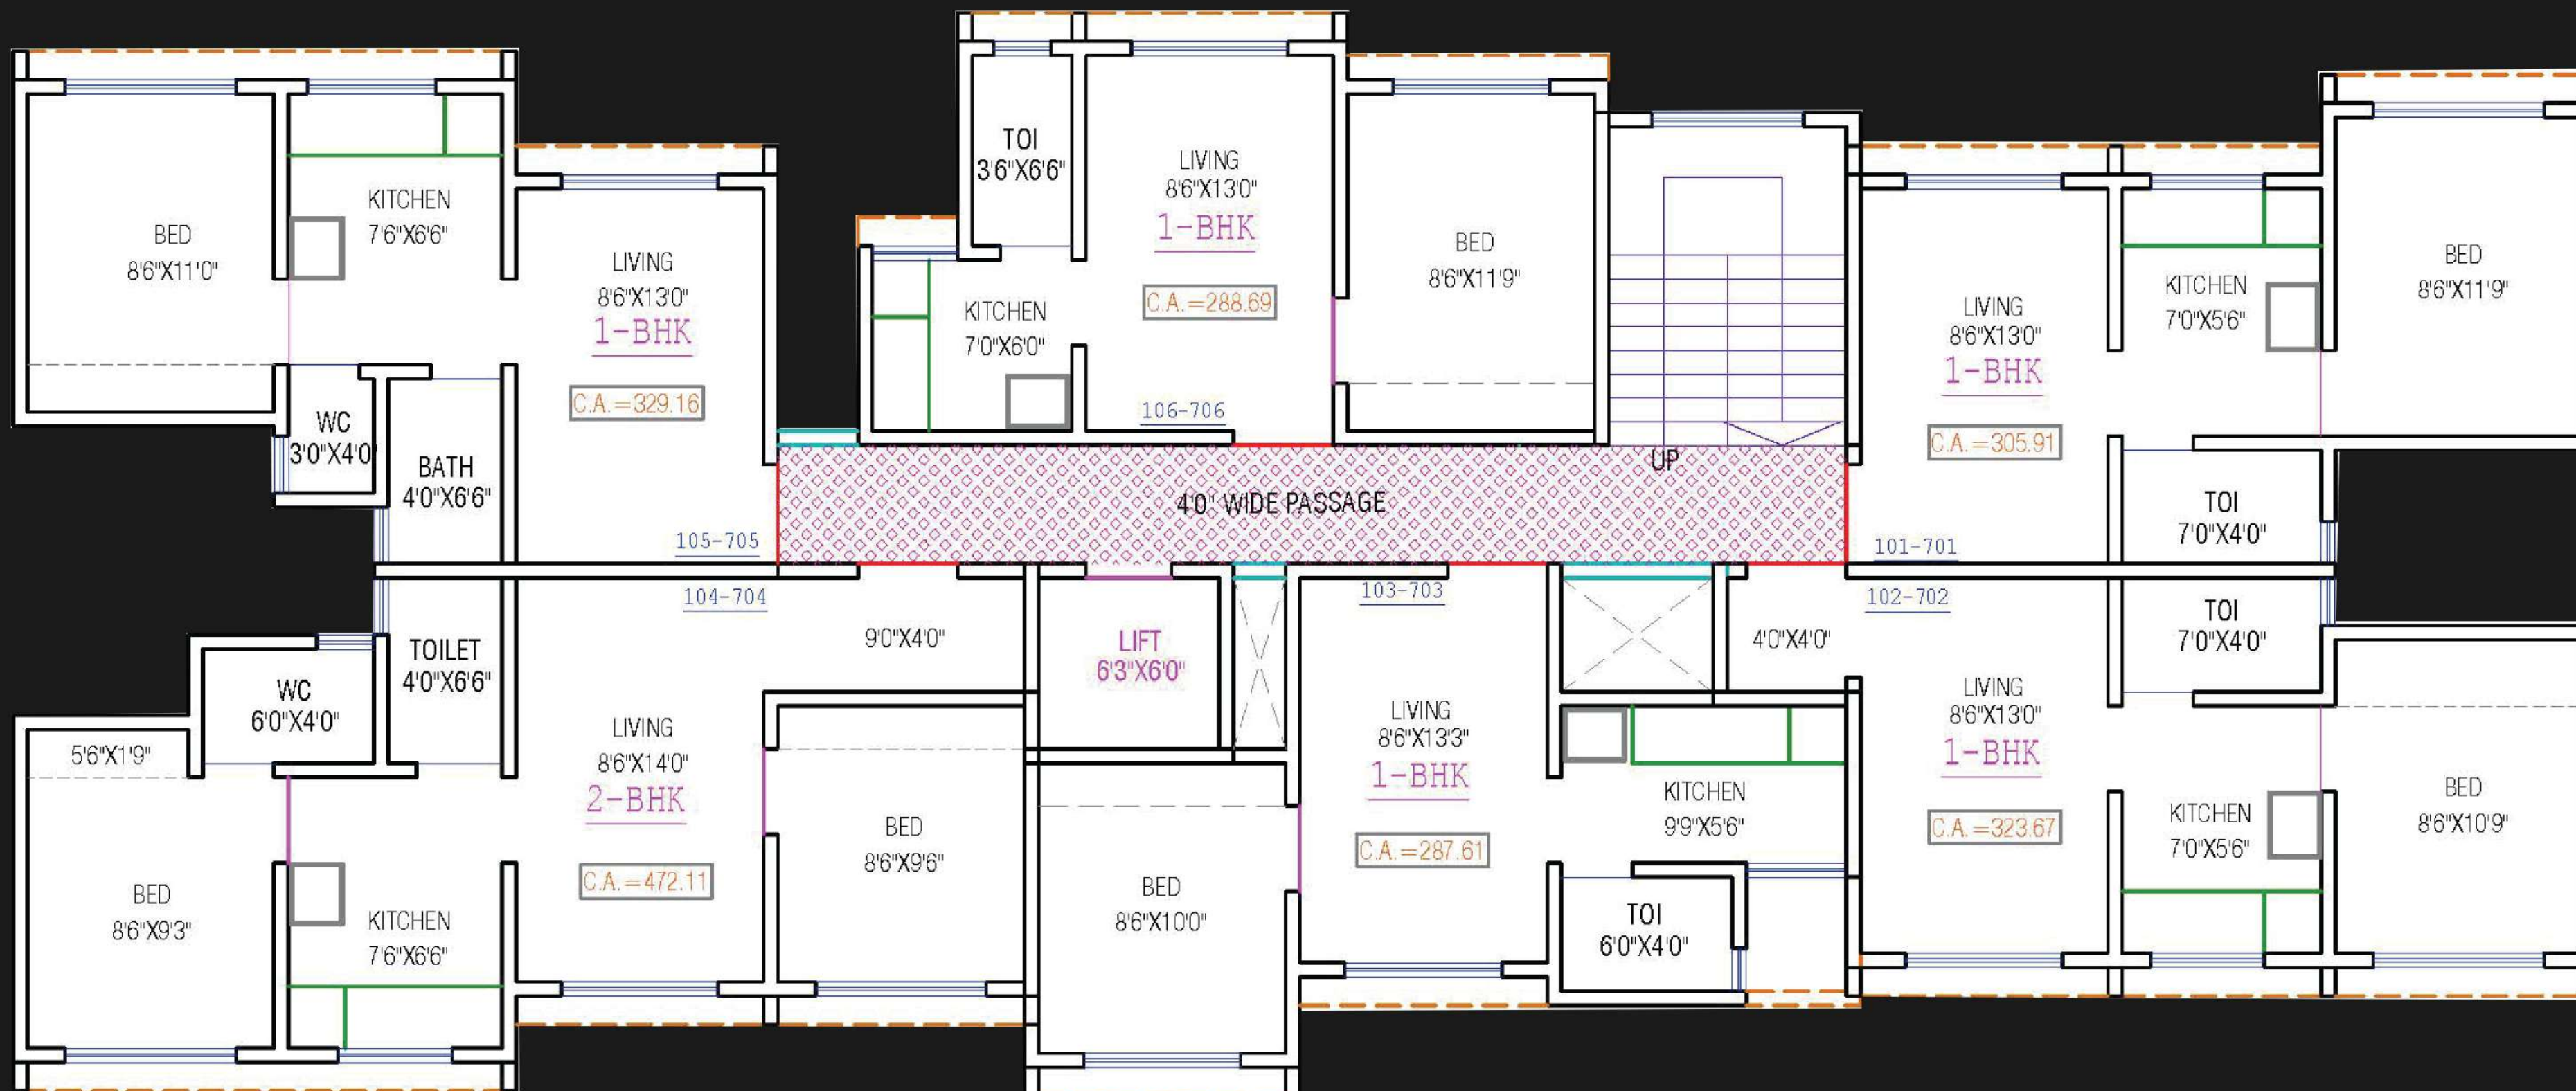 BED
8'6"X11'0"
KITCHEN
7'6"X6'6"
LIVING
8'6"X13'0"
1-BHK
C.A.=329.16
WC
3'0"X4'0"
BATH
4'0"X6'6"
105-705
TOI
3'6"X6'6"
LIVING
8'6"X13'0"
1-BHK
C.A.=288.69
KITCHEN
7'0"X6'0"
106-706
BED
8'6"X11'9"
UP
4'0" WIDE PASSAGE
LIVING
8'6"X13'0"
1-BHK
C.A.=305.91
KITCHEN
7'0"X5'6"
BED
8'6"X11'9"
TOI
7'0"X4'0"
101-701
104-704
TOILET
4'0"X6'6"
WC
6'0"X4'0"
5'6"X1'9"
BED
8'6"X9'3"
KITCHEN
7'6"X6'6"
LIVING
8'6"X14'0"
2-BHK
C.A.=472.11
9'0"X4'0"
BED
8'6"X9'6"
LIFT
6'3"X6'0"
BED
8'6"X10'0"
103-703
LIVING
8'6"X13'3"
1-BHK
C.A.=287.61
4'0"X4'0"
KITCHEN
9'9"X5'6"
TOI
6'0"X4'0"
102-702
LIVING
8'6"X13'0"
1-BHK
C.A.=323.67
TOI
7'0"X4'0"
KITCHEN
7'0"X5'6"
BED
8'6"X10'9"